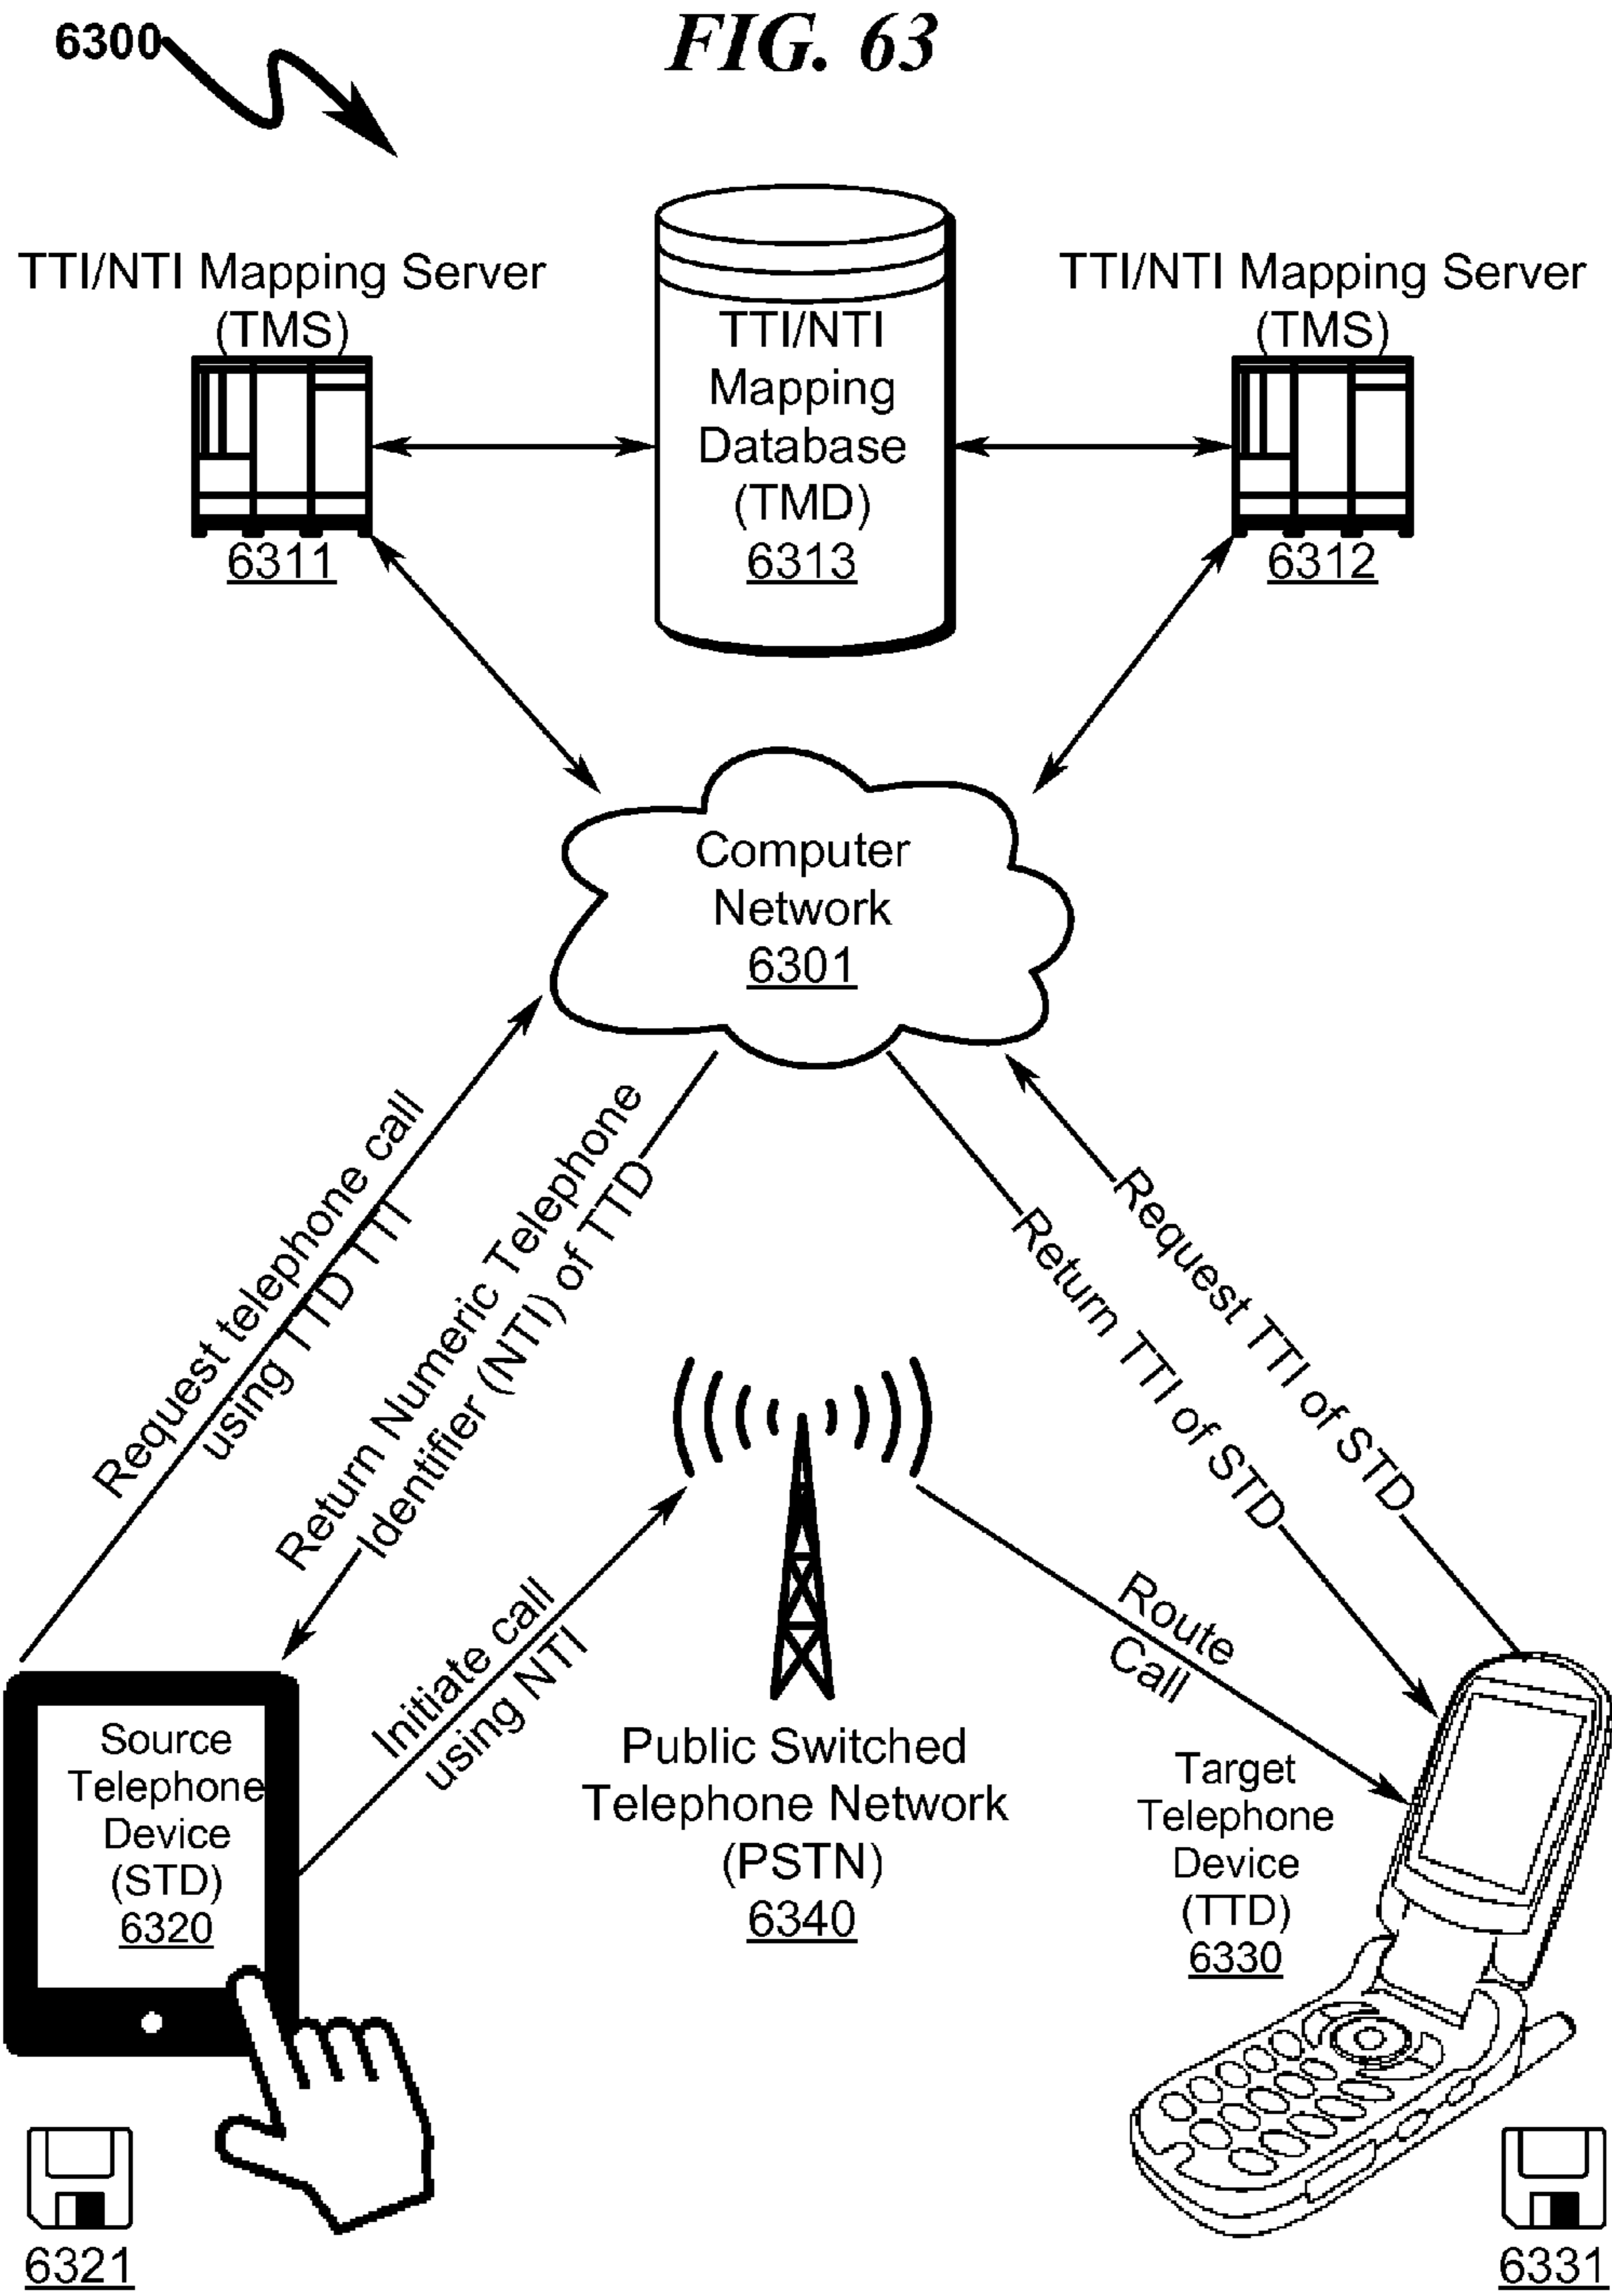 FIG. 63
6300
TTI/NTI Mapping Server
(TMS)
6311
TTI/NTI
Mapping
Database
(TMD)
6313
TTI/NTI Mapping Server
(TMS)
6312
Computer
Network
6301
Request telephone call
using TTD TTI
Return Numeric Telephone
Identifier (NTI) of TTD
Return TTI of STD
Request TTI of STD
Initiate call
using NTI
Route
Call
Source
Telephone
Device
(STD)
6320
Public Switched
Telephone Network
(PSTN)
6340
Target
Telephone
Device
(TTD)
6330
6321
6331